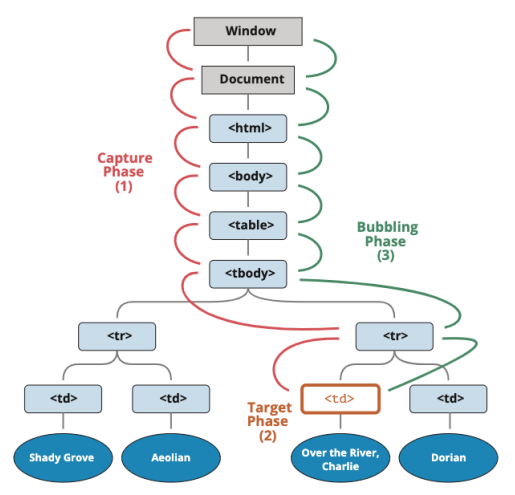 Window
Document
<html>
Capture
Phase
(1)
<body>
<table>
Bubbling
Phase
(3)
<tbody>
<tr>
<tr>
<td>
<td>
<td>
<td>
Target
Phase
(2)
Shady Grove
Aeolian
Over the River,
Charlie
Dorian